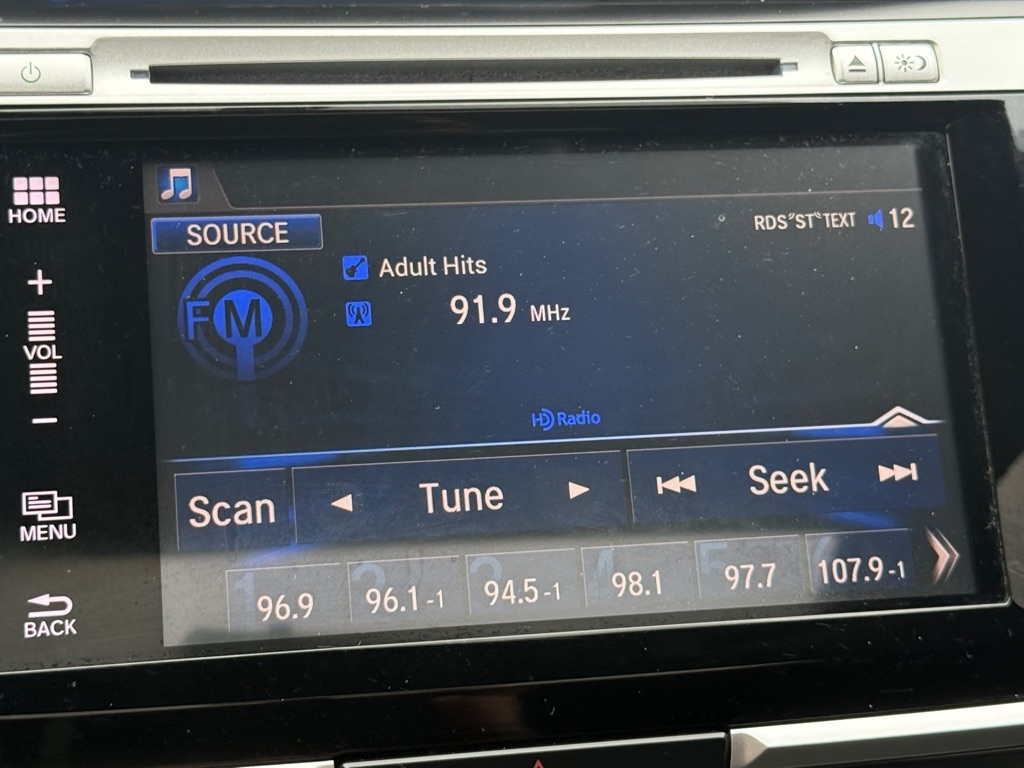 HOME
SOURCE
RDS "ST" TEXT 12
Adult Hits
FM
91.9 MHz
VOL
HD Radio
Scan
Tune
Seek
MENU
1 2 3 4 5 6
96.9 96.1-1 94.5-1 98.1 97.7 107.9-1
BACK